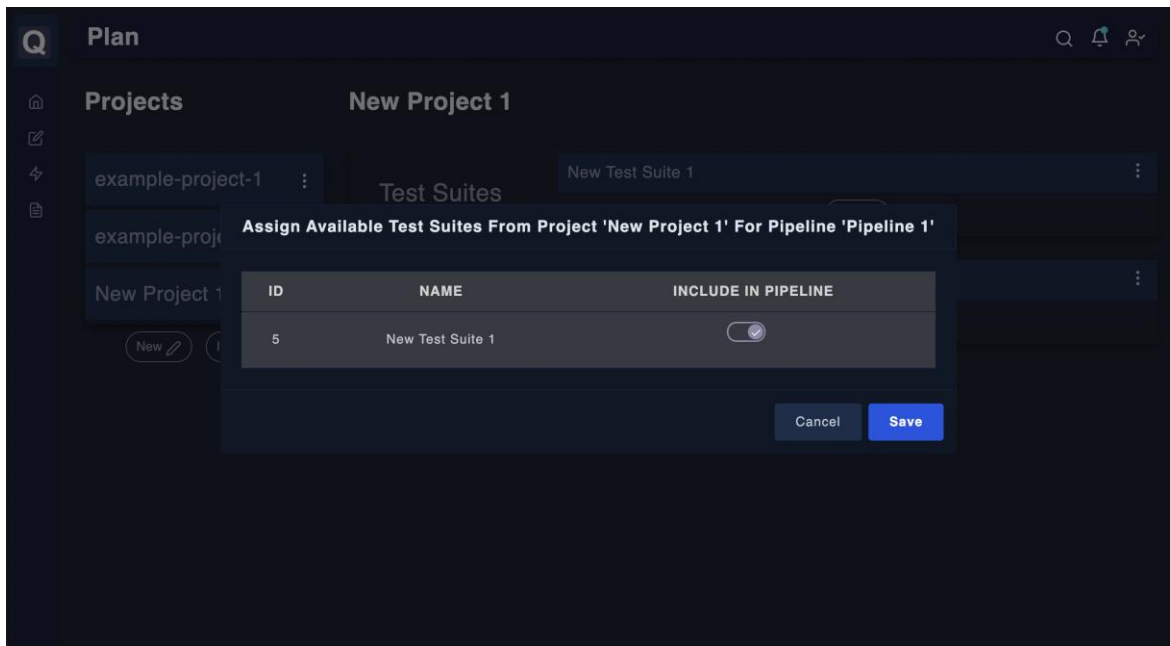 Q
Plan
Projects
New Project 1
example-project-1
Test Suites
New Test Suite 1
Assign Available Test Suites From Project 'New Project 1' For Pipeline 'Pipeline 1'
example-proje
New Project 1
ID NAME INCLUDE IN PIPELINE
5 New Test Suite 1
New
Cancel Save